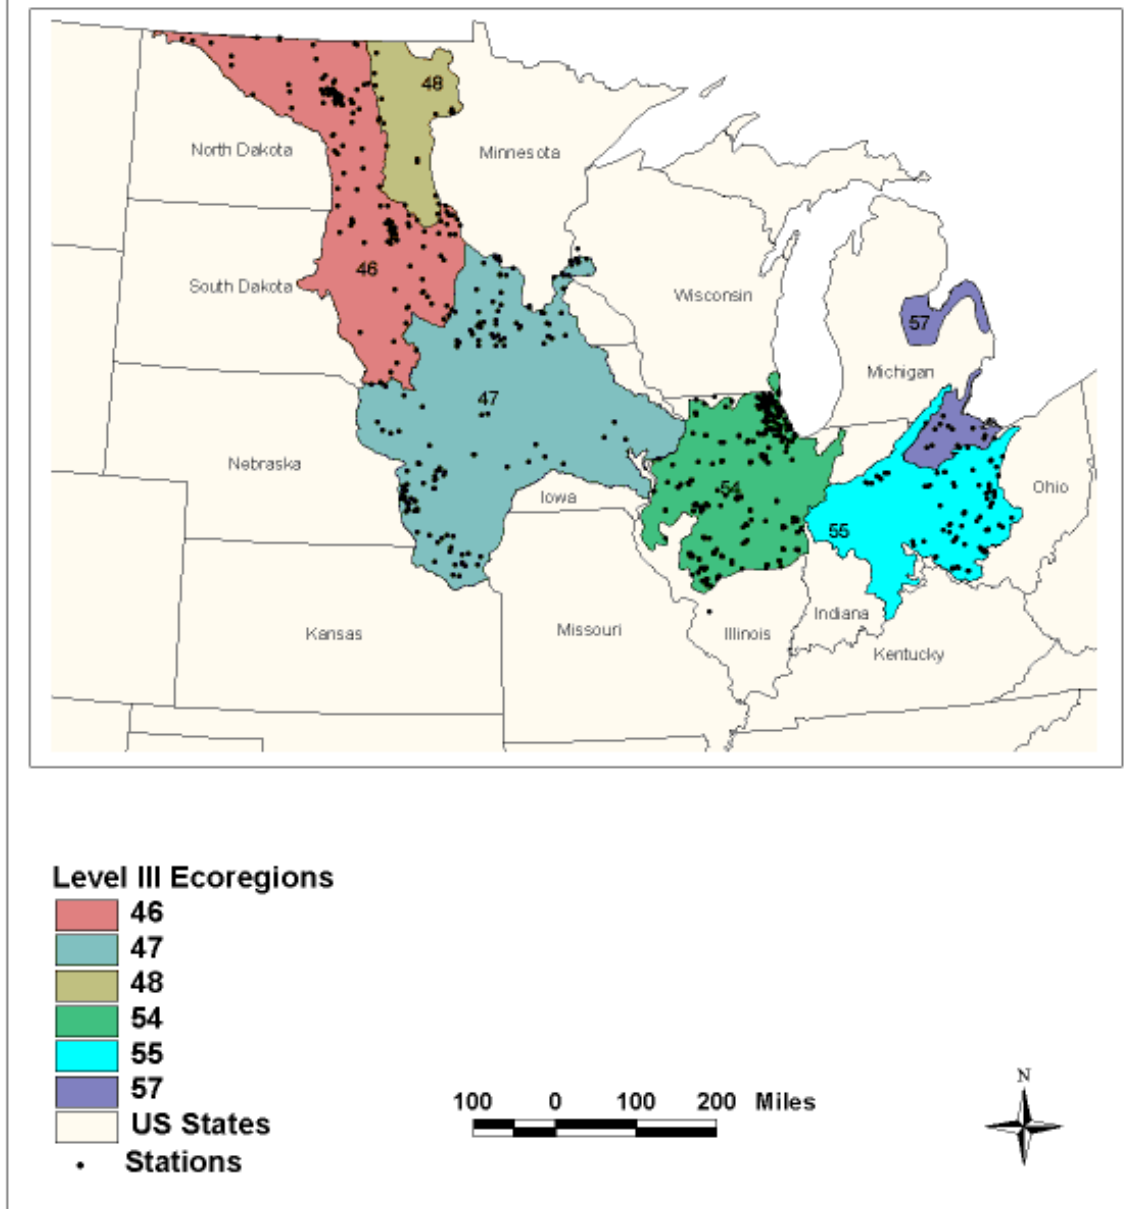 48
North Dakota
Minnesota
46
South Dakota
Wisconsin
57
Michigan
47
Nebraska
Iowa
54
Ohio
55
Kansas
Missouri
Illinois
Indiana
Kentucky
Level III Ecoregions
46
47
48
54
55
57
US States
Stations
100 0 100 200 Miles
N